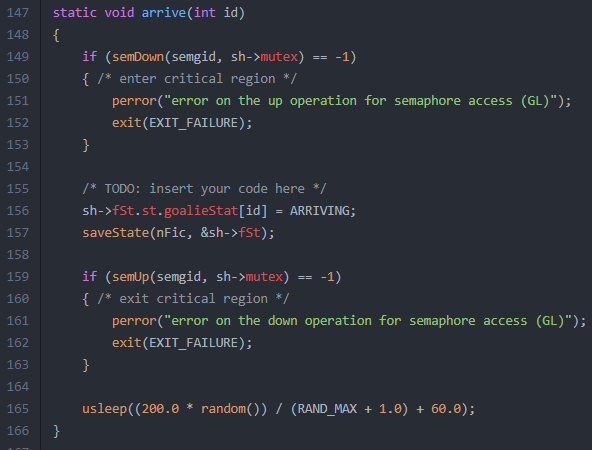 147 static void arrive(int id)
148 {
149     if (semDown(semgid, sh->mutex) == -1)
150     { /* enter critical region */
151         perror("error on the up operation for semaphore access (GL)");
152         exit(EXIT_FAILURE);
153     }
154
155     /* TODO: insert your code here */
156     sh->fSt.st.goalieStat[id] = ARRIVING;
157     saveState(nFic, &sh->fSt);
158
159     if (semUp(semgid, sh->mutex) == -1)
160     { /* exit critical region */
161         perror("error on the down operation for semaphore access (GL)");
162         exit(EXIT_FAILURE);
163     }
164
165     usleep((200.0 * random()) / (RAND_MAX + 1.0) + 60.0);
166 }